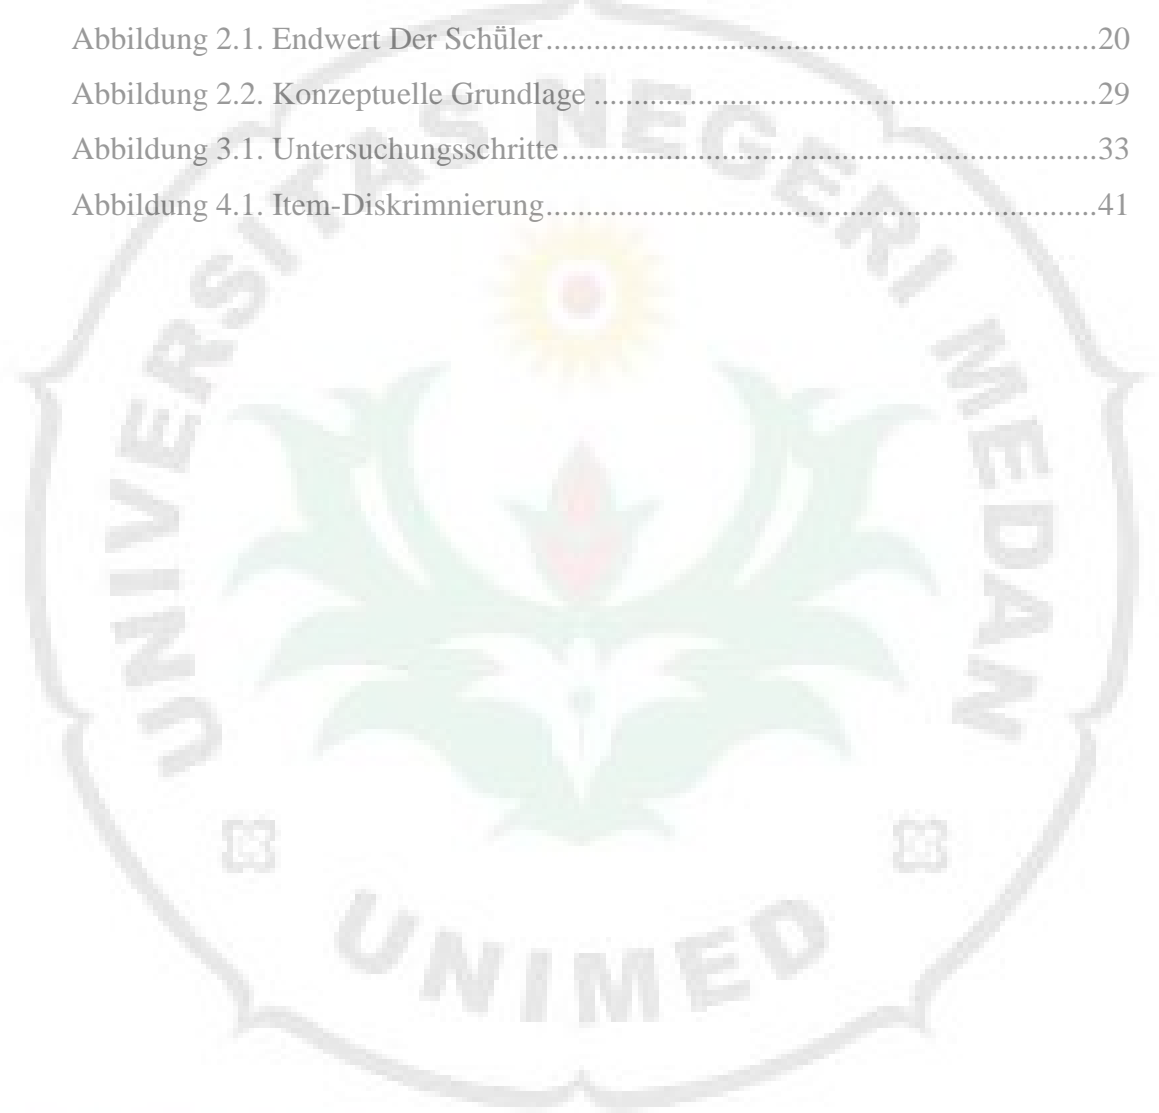 Abbildung 2.1. Endwert Der Schüler....................................................................20
Abbildung 2.2. Konzeptuelle Grundlage ..............................................................29
Abbildung 3.1. Untersuchungsschritte..................................................................33
Abbildung 4.1. Item-Diskrimnierung....................................................................41
UNIVERSITAS NEGERI MEDAN
UNIMED